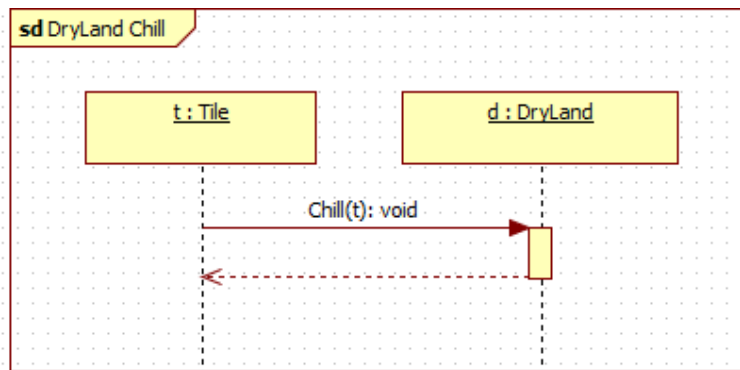 sd DryLand Chill
t : Tile
d : DryLand
Chill(t): void